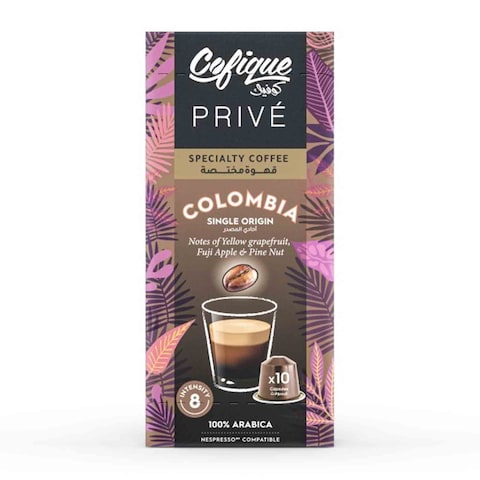 Cofique
كوفيك
PRIVÉ
SPECIALTY COFFEE
قهوة مختصة
COLOMBIA
SINGLE ORIGIN
أحادي المصدر
Notes of Yellow grapefruit,
Fuji Apple & Pine Nut
x10
Capsules
INTENSITY
8
100% ARABICA
NESPRESSO® COMPATIBLE